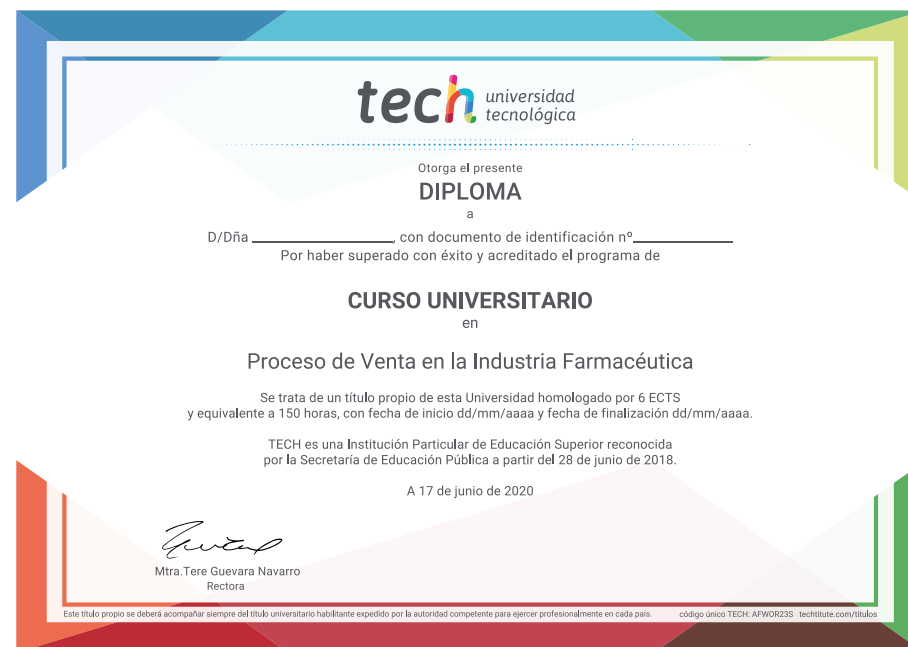 tech universidad
tecnológica
Otorga el presente
DIPLOMA
a
D/Dña ____________________, con documento de identificación nº______________
Por haber superado con éxito y acreditado el programa de
CURSO UNIVERSITARIO
en
Proceso de Venta en la Industria Farmacéutica
Se trata de un título propio de esta Universidad homologado por 6 ECTS
y equivalente a 150 horas, con fecha de inicio dd/mm/aaaa y fecha de finalización dd/mm/aaaa.
TECH es una Institución Particular de Educación Superior reconocida
por la Secretaría de Educación Pública a partir del 28 de junio de 2018.
A 17 de junio de 2020
Mtra.Tere Guevara Navarro
Rectora
Este título propio se deberá acompañar siempre del título universitario habilitante expedido por la autoridad competente para ejercer profesionalmente en cada país. código único TECH: AFWOR23S techtitute.com/titulos